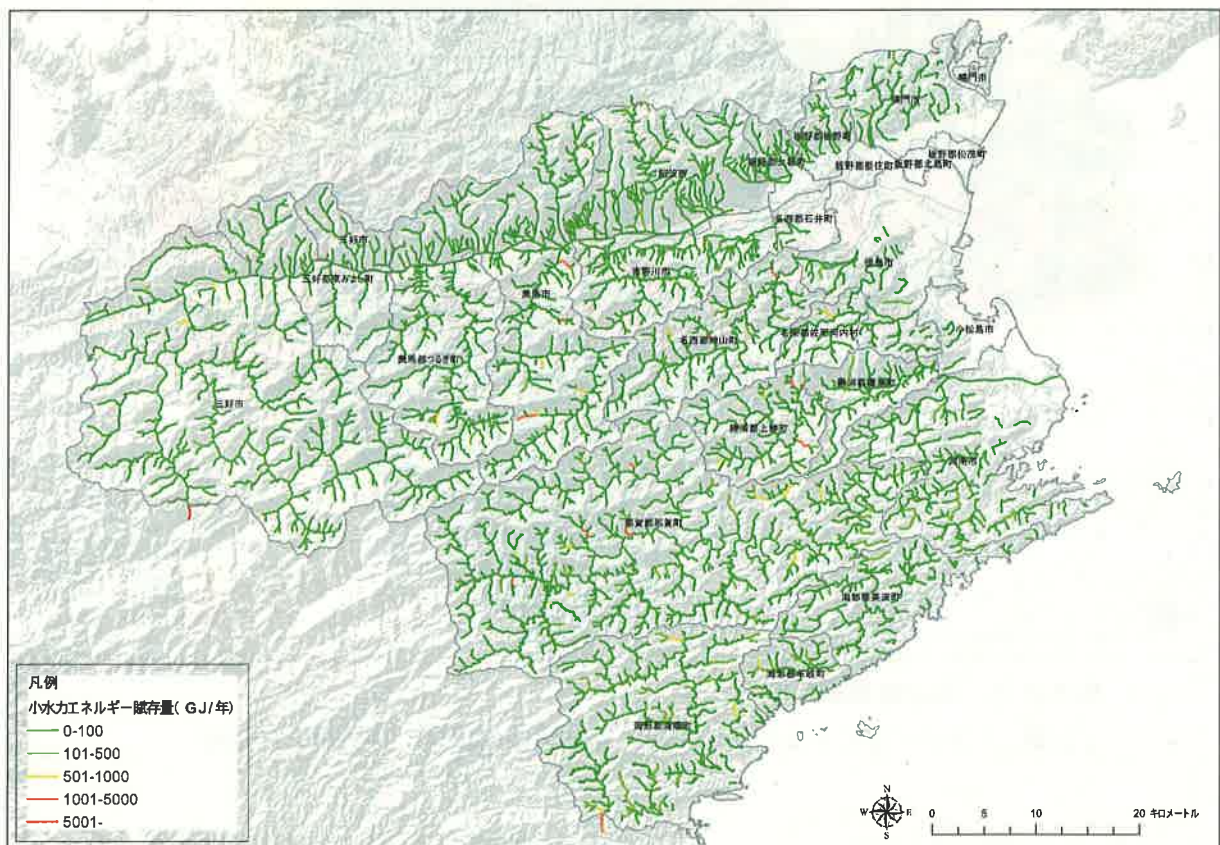 鳴門市
鳴門市
板野郡板野町
板野郡松茂町
板野郡上板町
板野郡藍住町
板野郡北島町
阿波市
名西郡石井町
三好市
徳島市
三好郡東みよし町
吉野川市
美馬市
小松島市
名東郡佐那河内村
名西郡神山町
美馬郡つるぎ町
勝浦郡勝浦町
三好市
勝浦郡上勝町
阿南市
那賀郡那賀町
海部郡美波町
海部郡牟岐町
海部郡海陽町
凡例
小水力エネルギー賦存量( GJ/年)
0-100
101-500
501-1000
1001-5000
5001-
N
W
E
S
0 5 10 20 キロメートル